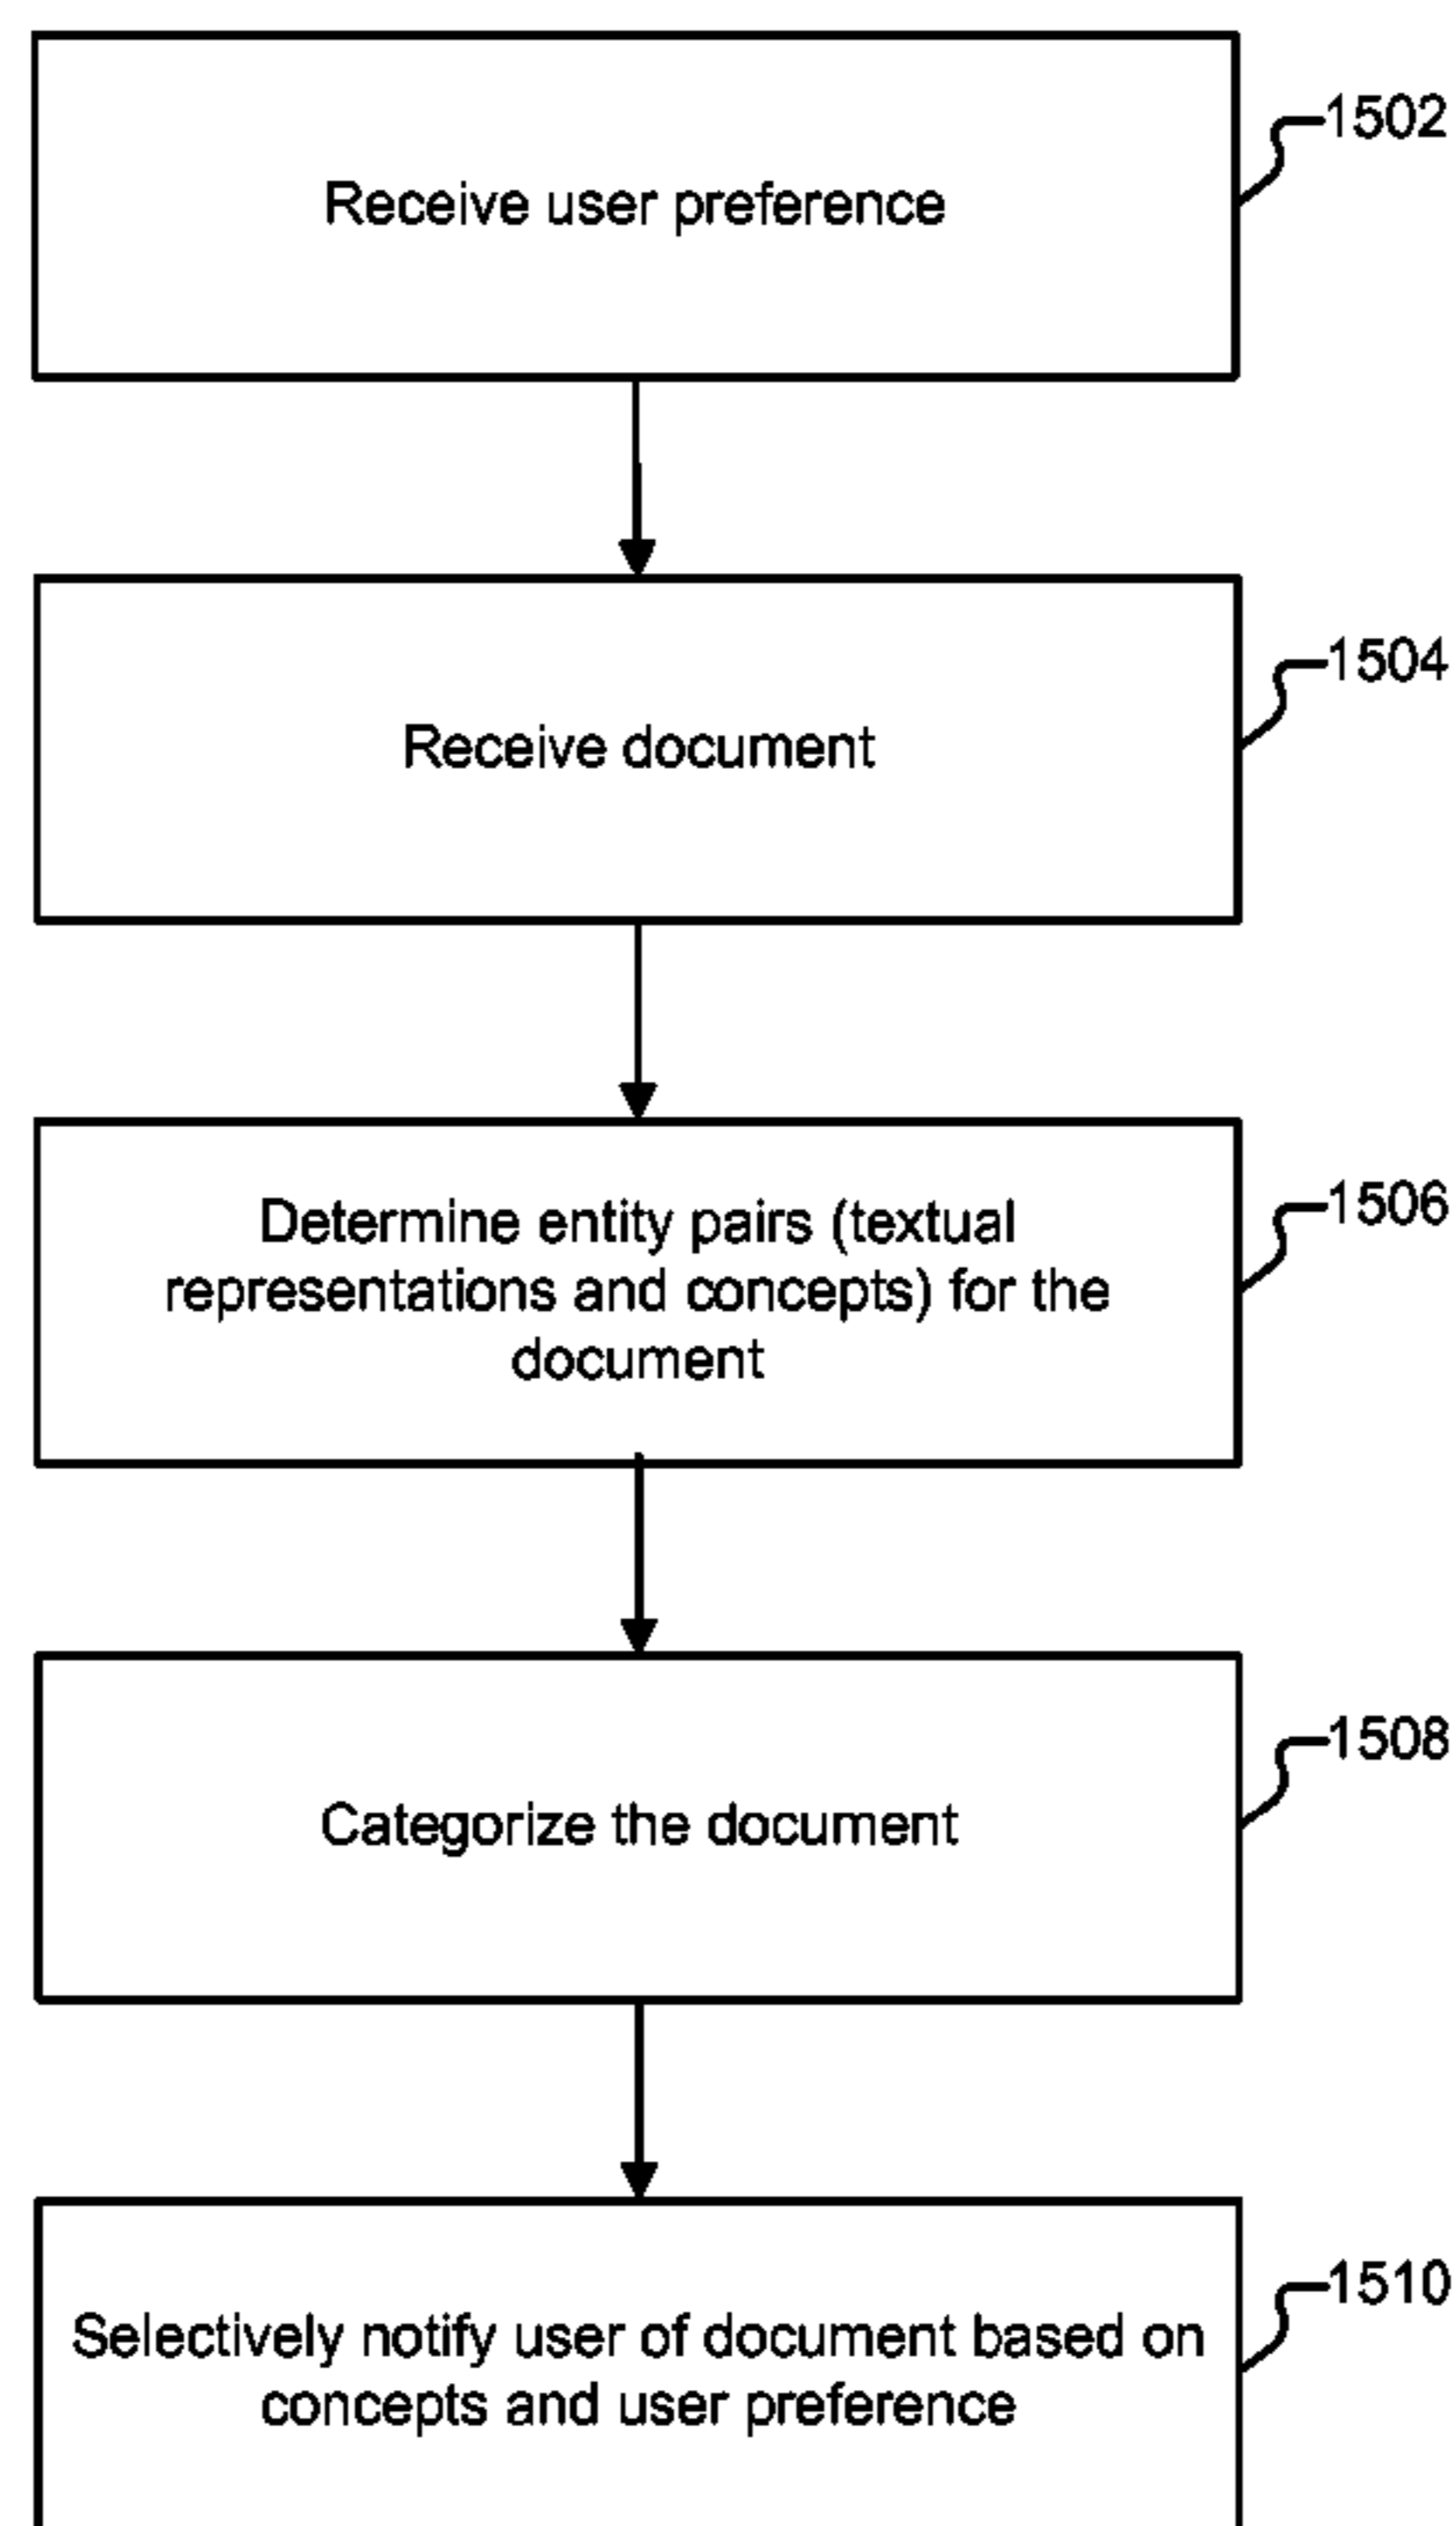 Receive user preference
1502
Receive document
1504
Determine entity pairs (textual
representations and concepts) for the
document
1506
Categorize the document
1508
Selectively notify user of document based on
concepts and user preference
1510